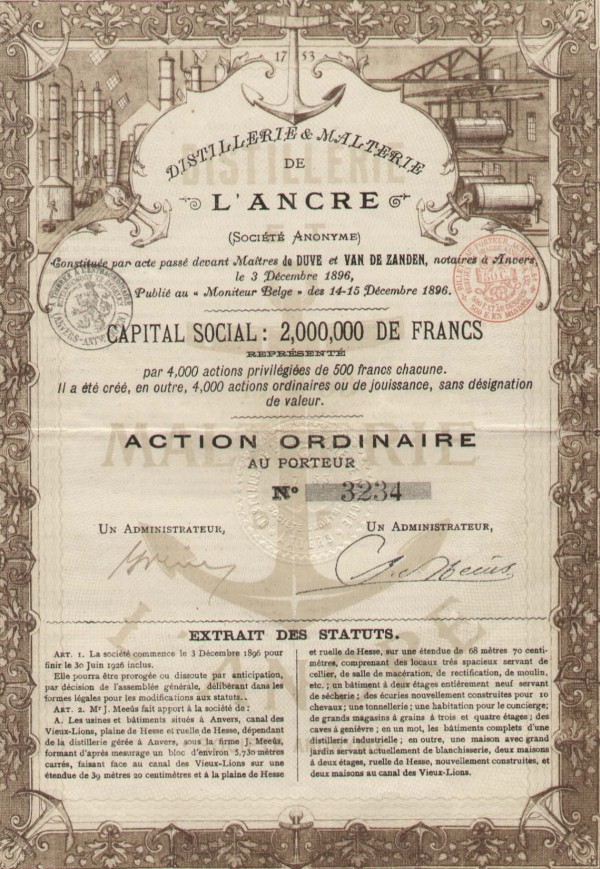 1753
DISTILLERIE & MALTERIE
DE
L'ANCRE
(SOCIÉTÉ ANONYME)
Constituée par acte passé devant Maîtres de DUVE et VAN DE ZANDEN, notaires à Anvers,
le 3 Décembre 1896,
Publié au « Moniteur Belge » des 14-15 Décembre 1896.
CAPITAL SOCIAL : 2,000,000 DE FRANCS
REPRÉSENTÉ
par 4,000 actions privilégiées de 500 francs chacune.
Il a été créé, en outre, 4,000 actions ordinaires ou de jouissance, sans désignation
de valeur.
ACTION ORDINAIRE
AU PORTEUR
No 3234
UN ADMINISTRATEUR,
UN ADMINISTRATEUR,
EXTRAIT DES STATUTS.
ART. 1. La société commence le 3 Décembre 1896 pour
finir le 30 Juin 1926 inclus.
Elle pourra être prorogée ou dissoute par anticipation,
par décision de l'assemblée générale, délibérant dans les
formes légales pour les modifications aux statuts.
ART. 2. Mr J. Meeùs fait apport à la société de :
A. Les usines et bâtiments situés à Anvers, canal des
Vieux-Lions, plaine de Hesse et ruelle de Hesse, dépendant
de la distillerie gérée à Anvers, sous la firme J. Meeùs,
formant d'après mesurage un bloc d'environ 3.730 mètres
carrés, faisant face au canal des Vieux-Lions sur une
étendue de 39 mètres 20 centimètres et à la plaine de Hesse
et ruelle de Hesse, sur une étendue de 68 mètres 70 centi-
mètres, comprenant des locaux très spacieux servant de
cellier, de salle de macération, de rectification, de moulin,
etc. ; un bâtiment à deux étages entièrement neuf servant
de sécherie ; des écuries nouvellement construites pour 10
chevaux ; une tonnellerie ; une habitation pour le concierge ;
de grands magasins à grains à trois et quatre étages ; des
caves à genièvre ; en un mot, les bâtiments complets d'une
distillerie industrielle ; en outre, une maison avec grand
jardin servant actuellement de blanchisserie, deux maisons
à deux étages, ruelle de Hesse, nouvellement construites, et
deux maisons au canal des Vieux-Lions.
DISTILLERIE
ET
MALTERIE
L'ANCRE